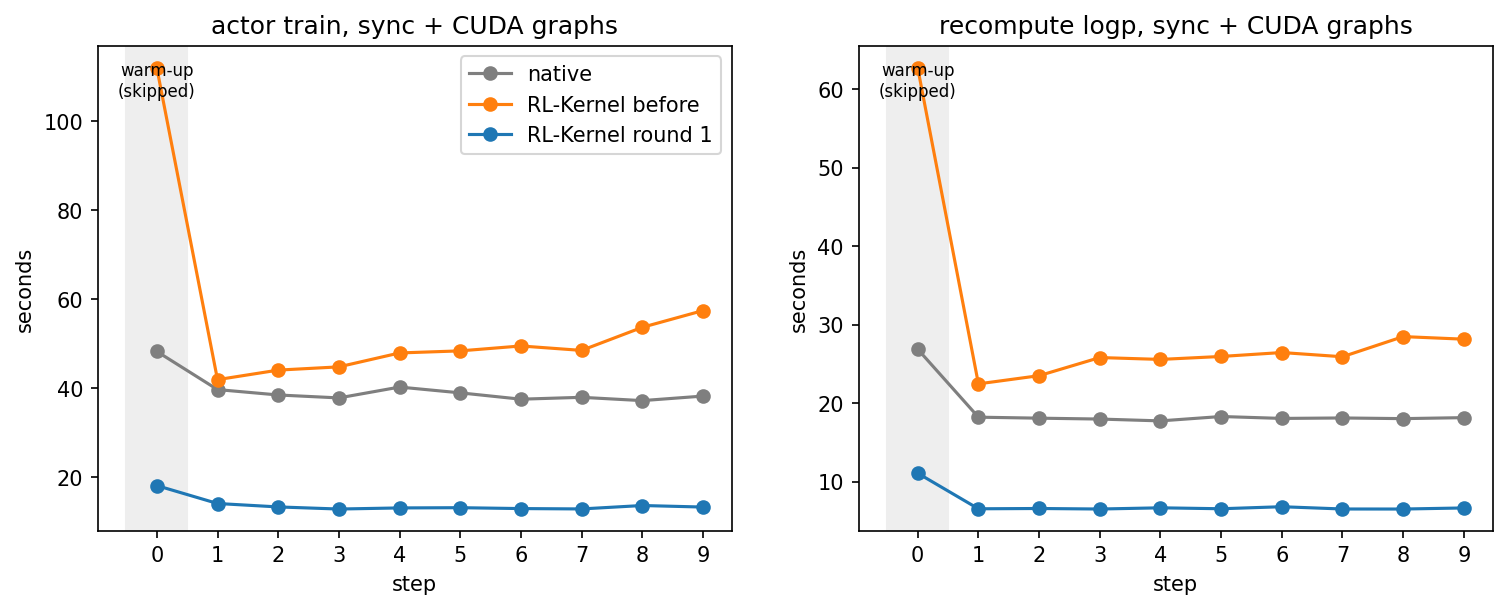 actor train, sync + CUDA graphs
warm-up
(skipped)
native
RL-Kernel before
RL-Kernel round 1
100
80
60
40
20
seconds
0 1 2 3 4 5 6 7 8 9
step
recompute logp, sync + CUDA graphs
warm-up
(skipped)
60
50
40
30
20
10
seconds
0 1 2 3 4 5 6 7 8 9
step